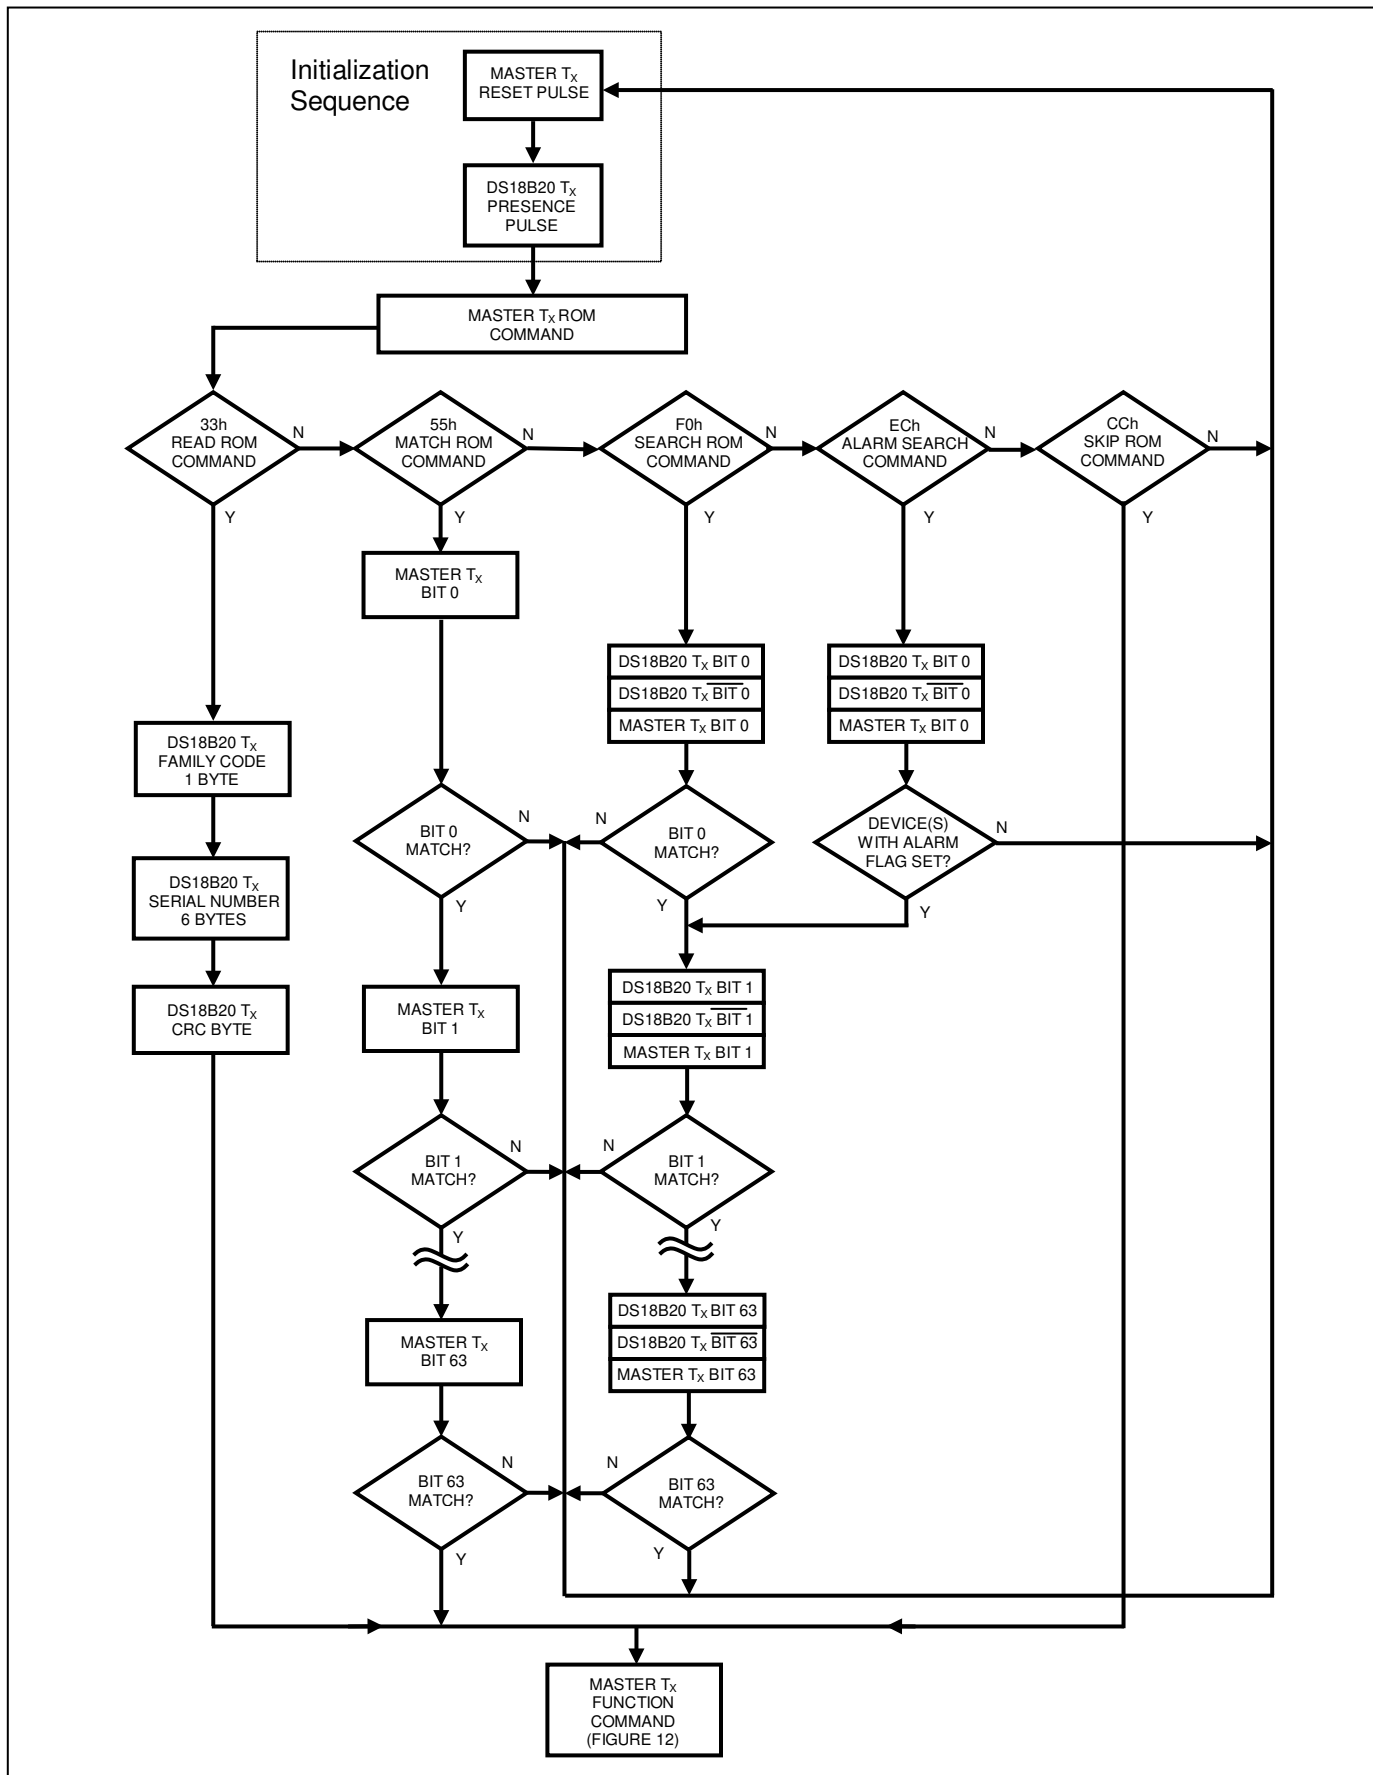 Initialization
Sequence
MASTER TX
RESET PULSE
DS18B20 TX
PRESENCE
PULSE
MASTER TX ROM
COMMAND
33h
READ ROM
COMMAND
N
Y
55h
MATCH ROM
COMMAND
N
Y
F0h
SEARCH ROM
COMMAND
N
Y
ECh
ALARM SEARCH
COMMAND
N
Y
CCh
SKIP ROM
COMMAND
N
Y
MASTER TX
BIT 0
DS18B20 TX BIT 0
DS18B20 TX BIT 0
MASTER TX BIT 0
DS18B20 TX BIT 0
DS18B20 TX BIT 0
MASTER TX BIT 0
DS18B20 TX
FAMILY CODE
1 BYTE
BIT 0
MATCH?
N
Y
BIT 0
MATCH?
N
Y
DEVICE(S)
WITH ALARM
FLAG SET?
N
Y
DS18B20 TX
SERIAL NUMBER
6 BYTES
DS18B20 TX
CRC BYTE
MASTER TX
BIT 1
DS18B20 TX BIT 1
DS18B20 TX BIT 1
MASTER TX BIT 1
BIT 1
MATCH?
N
Y
BIT 1
MATCH?
N
Y
MASTER TX
BIT 63
DS18B20 TX BIT 63
DS18B20 TX BIT 63
MASTER TX BIT 63
BIT 63
MATCH?
N
Y
BIT 63
MATCH?
N
Y
MASTER TX
FUNCTION
COMMAND
(FIGURE 12)